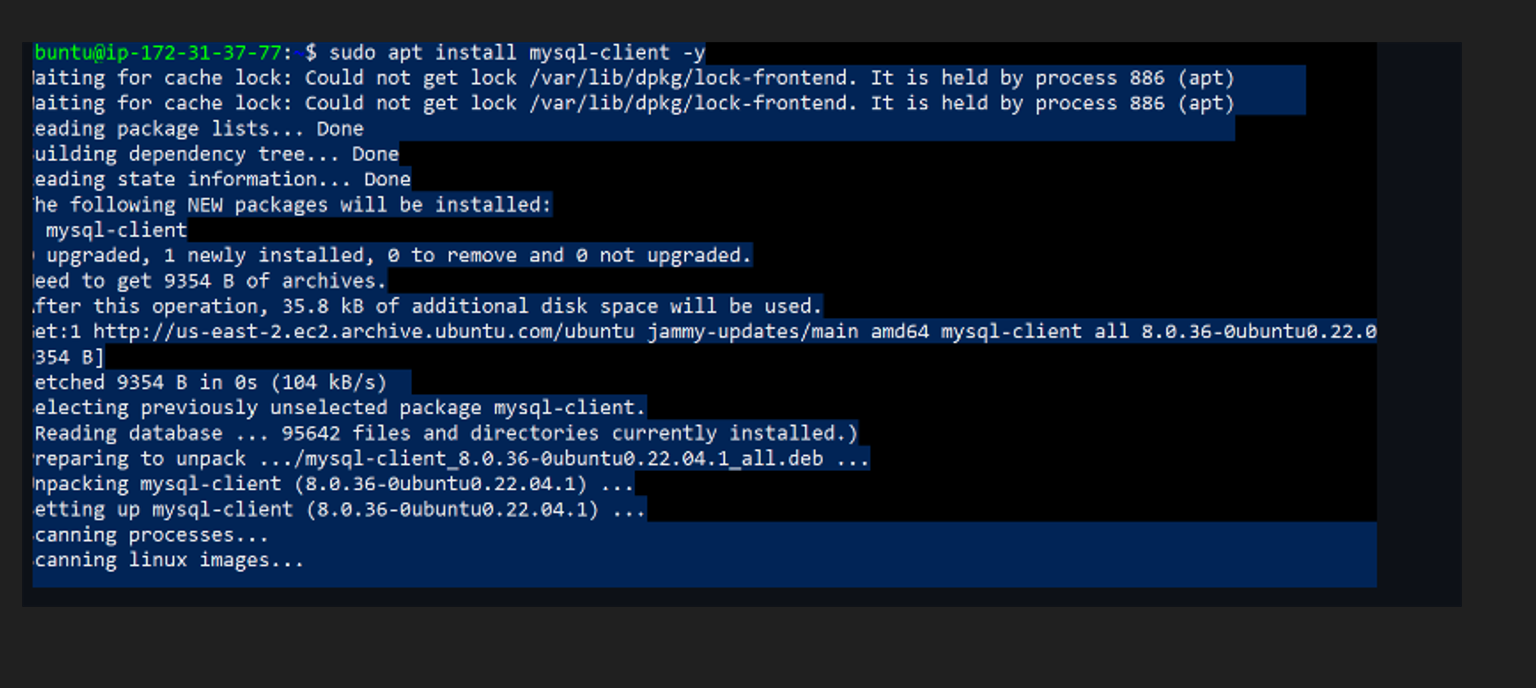 buntu@ip-172-31-37-77: $ sudo apt install mysql-client -y
aiting for cache lock: Could not get lock /var/lib/dpkg/lock-frontend. It is held by process 886 (apt)
aiting for cache lock: Could not get lock /var/lib/dpkg/lock-frontend. It is held by process 886 (apt)
eading package lists... Done
uilding dependency tree... Done
eading state information... Done
he following NEW packages will be installed:
mysql-client
upgraded, 1 newly installed, 0 to remove and 0 not upgraded.
eed to get 9354 B of archives.
fter this operation, 35.8 kB of additional disk space will be used.
et:1 http://us-east-2.ec2.archive.ubuntu.com/ubuntu jammy-updates/main amd64 mysql-client all 8.0.36-0ubuntu0.22.0
354 B]
etched 9354 B in 0s (104 kB/s)
electing previously unselected package mysql-client.
Reading database ... 95642 files and directories currently installed.)
reparing to unpack .../mysql-client_8.0.36-0ubuntu0.22.04.1_all.deb ...
npacking mysql-client (8.0.36-0ubuntu0.22.04.1) ...
etting up mysql-client (8.0.36-0ubuntu0.22.04.1) ...
canning processes...
canning linux images...